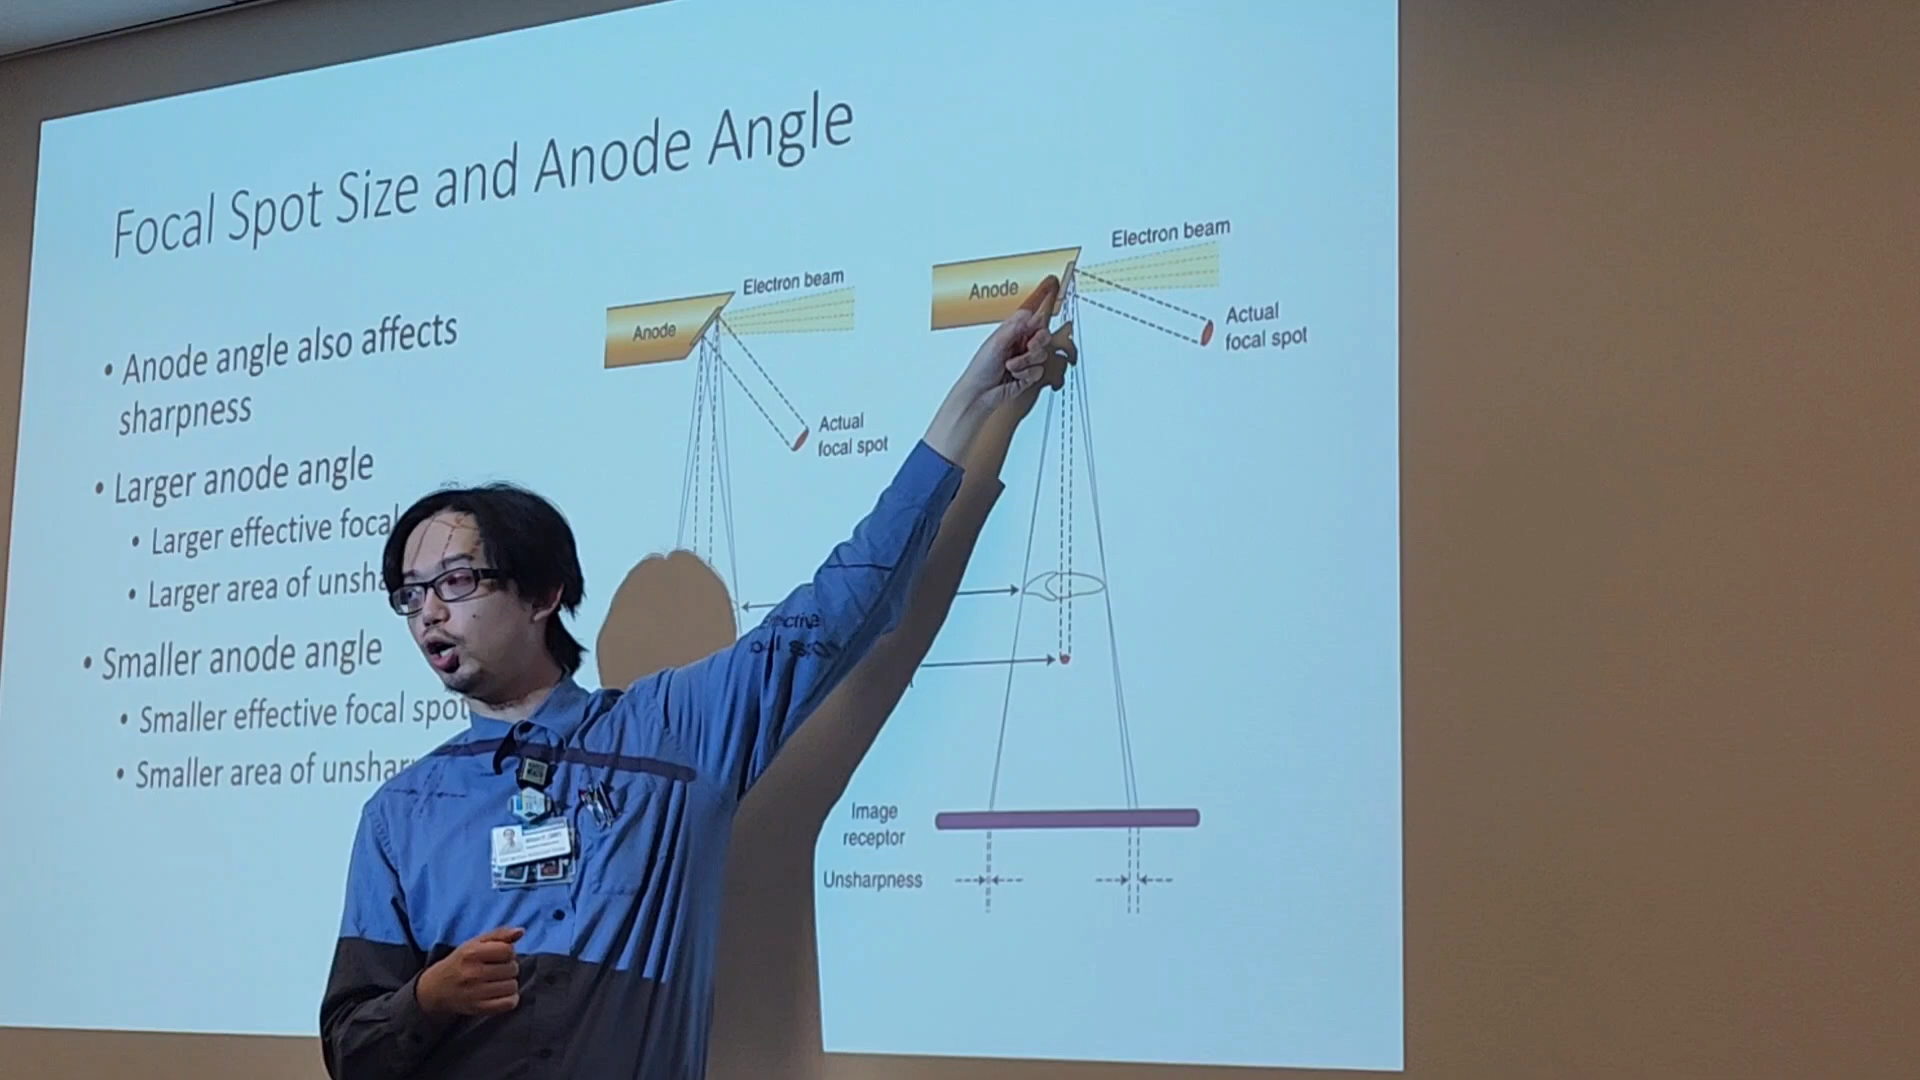 Focal Spot Size and Anode Angle
• Anode angle also affects
sharpness
• Larger anode angle
• Larger effective focal
• Larger area of unsha
• Smaller anode angle
• Smaller effective focal spot
• Smaller area of unshar
Electron beam
Anode
Actual
focal spot
Electron beam
Anode
Actual
focal spot
Image
receptor
Unsharpness